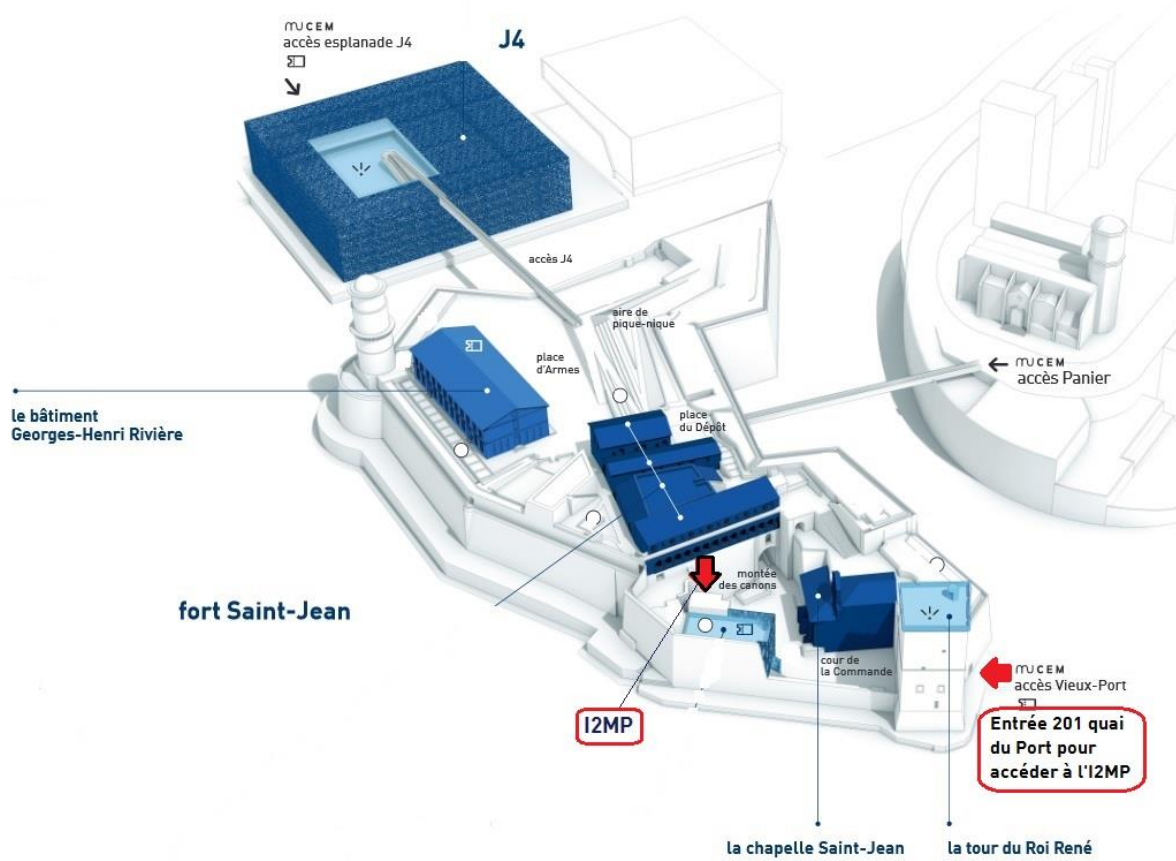 MUCEM
accès esplanade J4
J4
accès J4
aire de
pique-nique
place
d'Armes
MUCEM
accès Panier
le bâtiment
Georges-Henri Rivière
place
du Dépôt
fort Saint-Jean
montée
des canons
cour de
la Commande
MUCEM
accès Vieux-Port
I2MP
Entrée 201 quai
du Port pour
accéder à l'I2MP
la chapelle Saint-Jean
la tour du Roi René